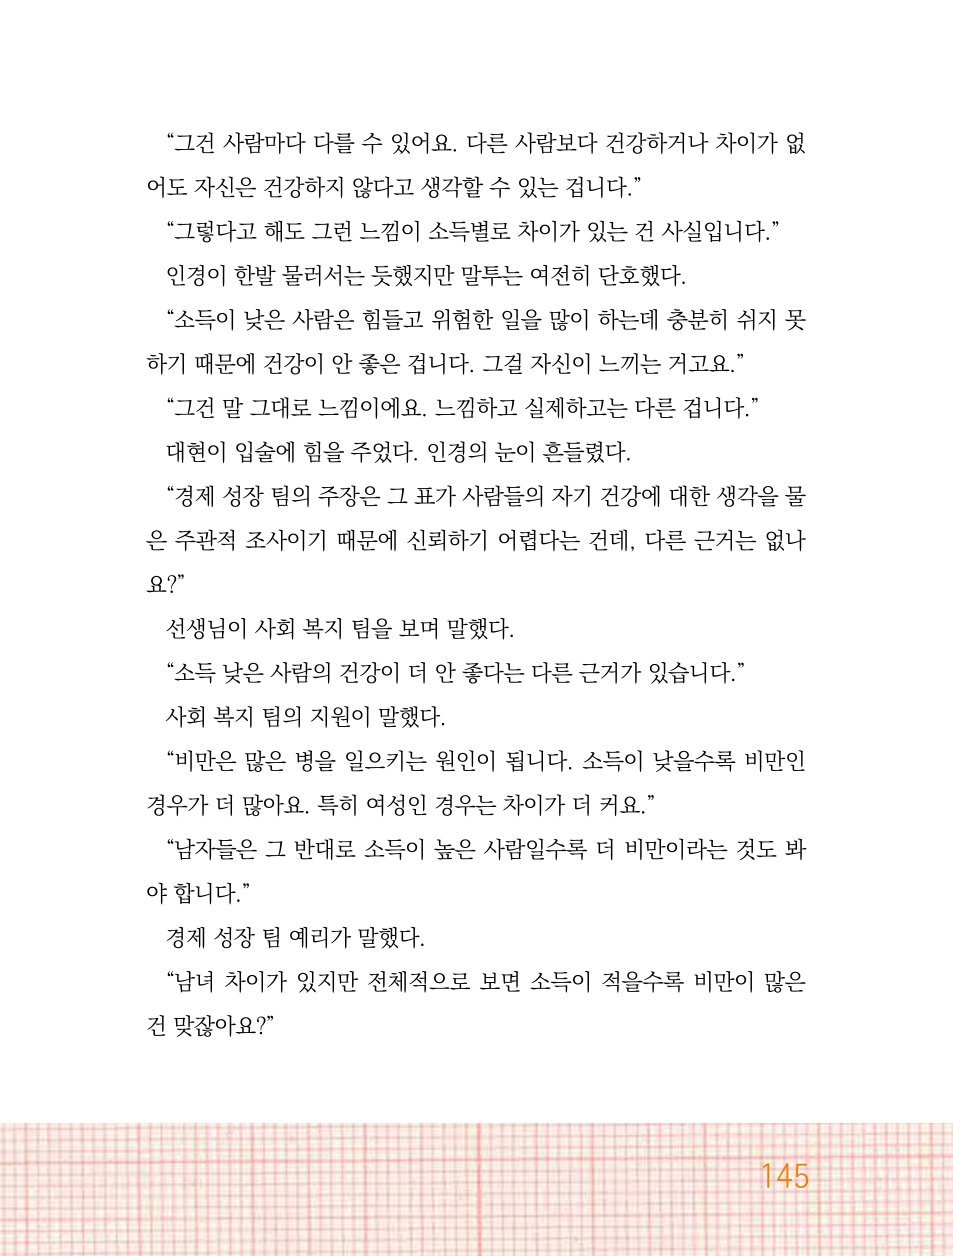 “그건 사람마다 다를 수 있어요. 다른 사람보다 건강하거나 차이가 없
어도 자신은 건강하지 않다고 생각할 수 있는 겁니다.”
“그렇다고 해도 그런 느낌이 소득별로 차이가 있는 건 사실입니다.”
인경이 한발 물러서는 듯했지만 말투는 여전히 단호했다.
“소득이 낮은 사람은 힘들고 위험한 일을 많이 하는데 충분히 쉬지 못
하기 때문에 건강이 안 좋은 겁니다. 그걸 자신이 느끼는 거고요.”
“그건 말 그대로 느낌이에요. 느낌하고 실제하고는 다른 겁니다.”
대현이 입술에 힘을 주었다. 인경의 눈이 흔들렸다.
“경제 성장 팀의 주장은 그 표가 사람들의 자기 건강에 대한 생각을 물
은 주관적 조사이기 때문에 신뢰하기 어렵다는 건데, 다른 근거는 없나
요?”
선생님이 사회 복지 팀을 보며 말했다.
“소득 낮은 사람의 건강이 더 안 좋다는 다른 근거가 있습니다.”
사회 복지 팀의 지원이 말했다.
“비만은 많은 병을 일으키는 원인이 됩니다. 소득이 낮을수록 비만인
경우가 더 많아요. 특히 여성인 경우는 차이가 더 커요.”
“남자들은 그 반대로 소득이 높은 사람일수록 더 비만이라는 것도 봐
야 합니다.”
경제 성장 팀 예리가 말했다.
“남녀 차이가 있지만 전체적으로 보면 소득이 적을수록 비만이 많은
건 맞잖아요?”
145